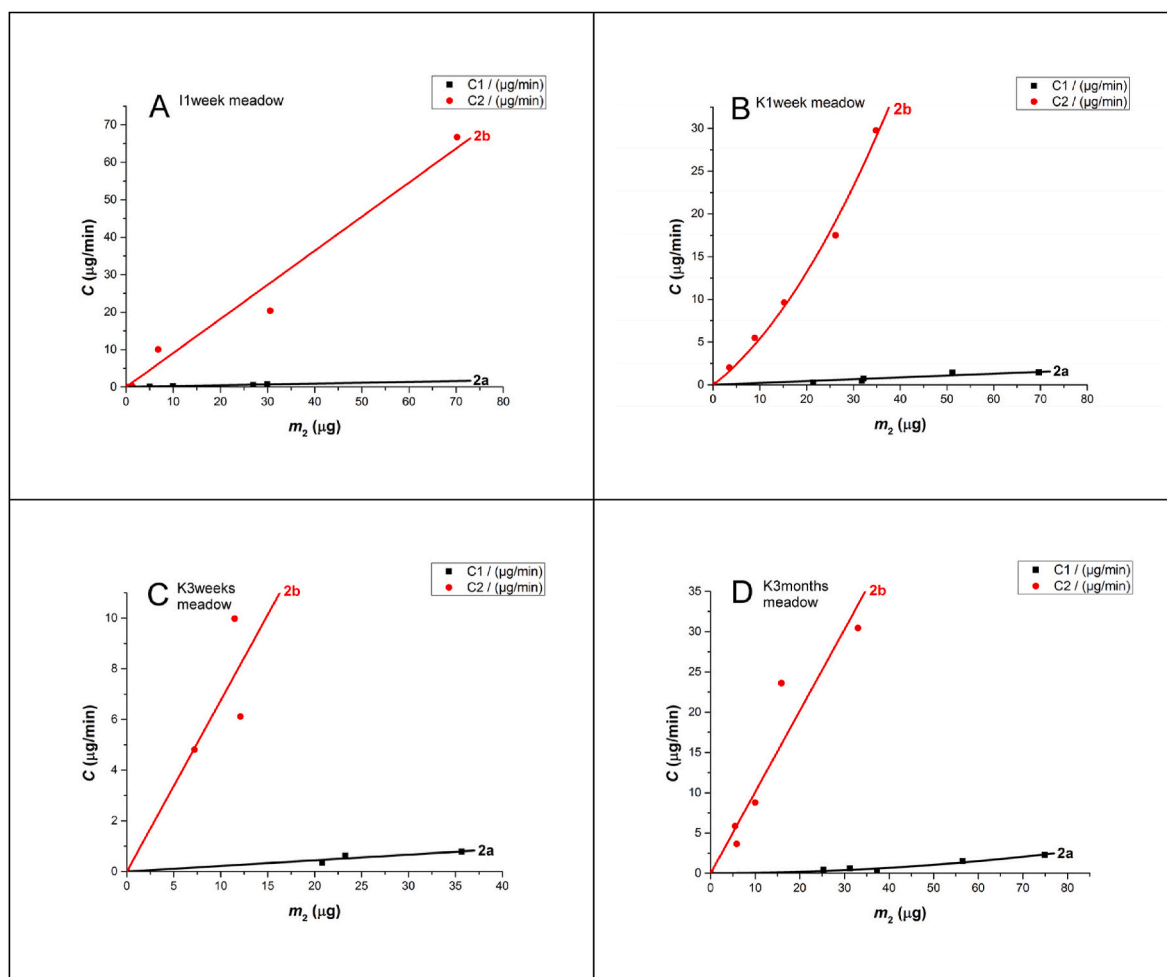 A
I1week meadow
C1 / (μg/min)
C2 / (μg/min)
70
60
50
40
30
20
10
0
C (μg/min)
2b
2a
0 10 20 30 40 50 60 70 80
m2 (μg)
B
K1week meadow
C1 / (μg/min)
C2 / (μg/min)
30
25
20
15
10
5
0
C (μg/min)
2b
2a
0 10 20 30 40 50 60 70 80
m2 (μg)
C
K3weeks
meadow
C1 / (μg/min)
C2 / (μg/min)
10
8
6
4
2
0
C (μg/min)
2b
2a
0 5 10 15 20 25 30 35 40
m2 (μg)
D
K3months
meadow
C1 / (μg/min)
C2 / (μg/min)
35
30
25
20
15
10
5
0
C (μg/min)
2b
2a
0 10 20 30 40 50 60 70 80
m2 (μg)